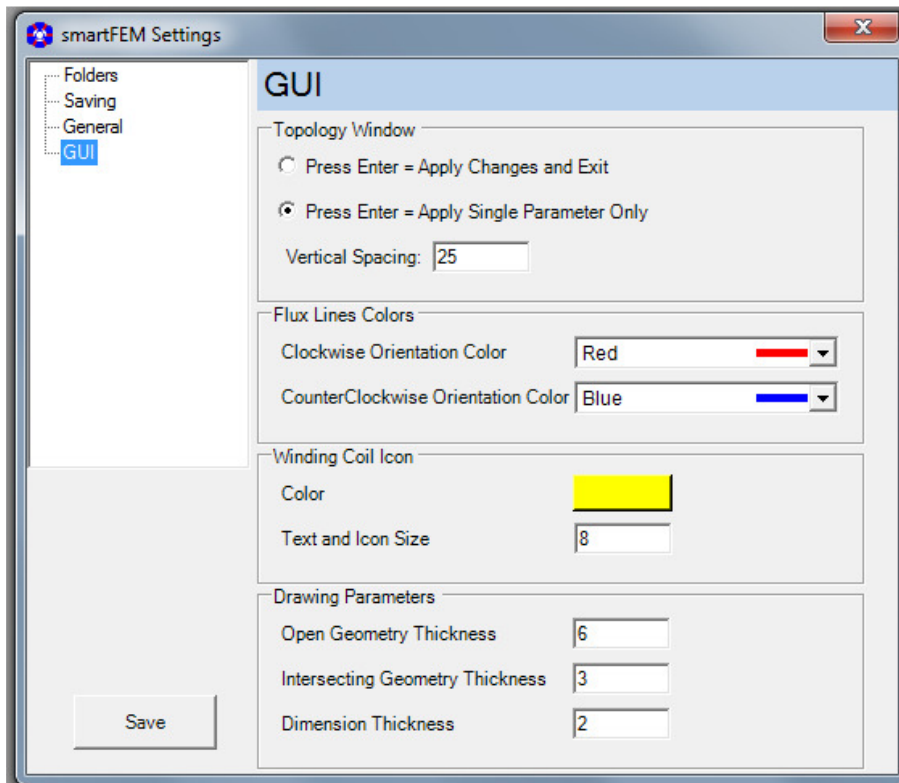 smartFEM Settings
Folders
Saving
General
GUI
GUI
Topology Window
Press Enter = Apply Changes and Exit
Press Enter = Apply Single Parameter Only
Vertical Spacing: 25
Flux Lines Colors
Clockwise Orientation Color Red
CounterClockwise Orientation Color Blue
Winding Coil Icon
Color
Text and Icon Size 8
Drawing Parameters
Open Geometry Thickness 6
Intersecting Geometry Thickness 3
Dimension Thickness 2
Save